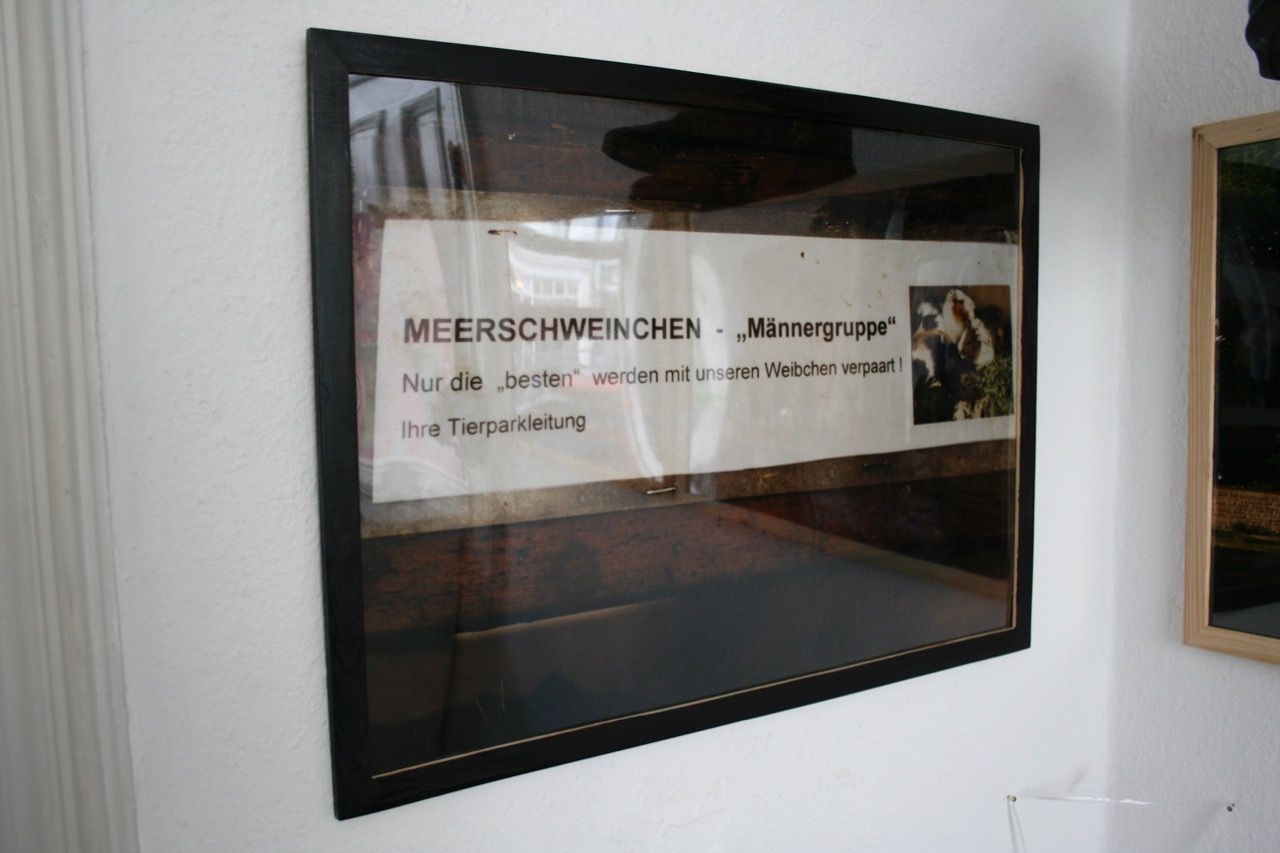 MEERSCHWEINCHEN - „Männergruppe“
Nur die „besten“ werden mit unseren Weibchen verpaart !
Ihre Tierparkleitung